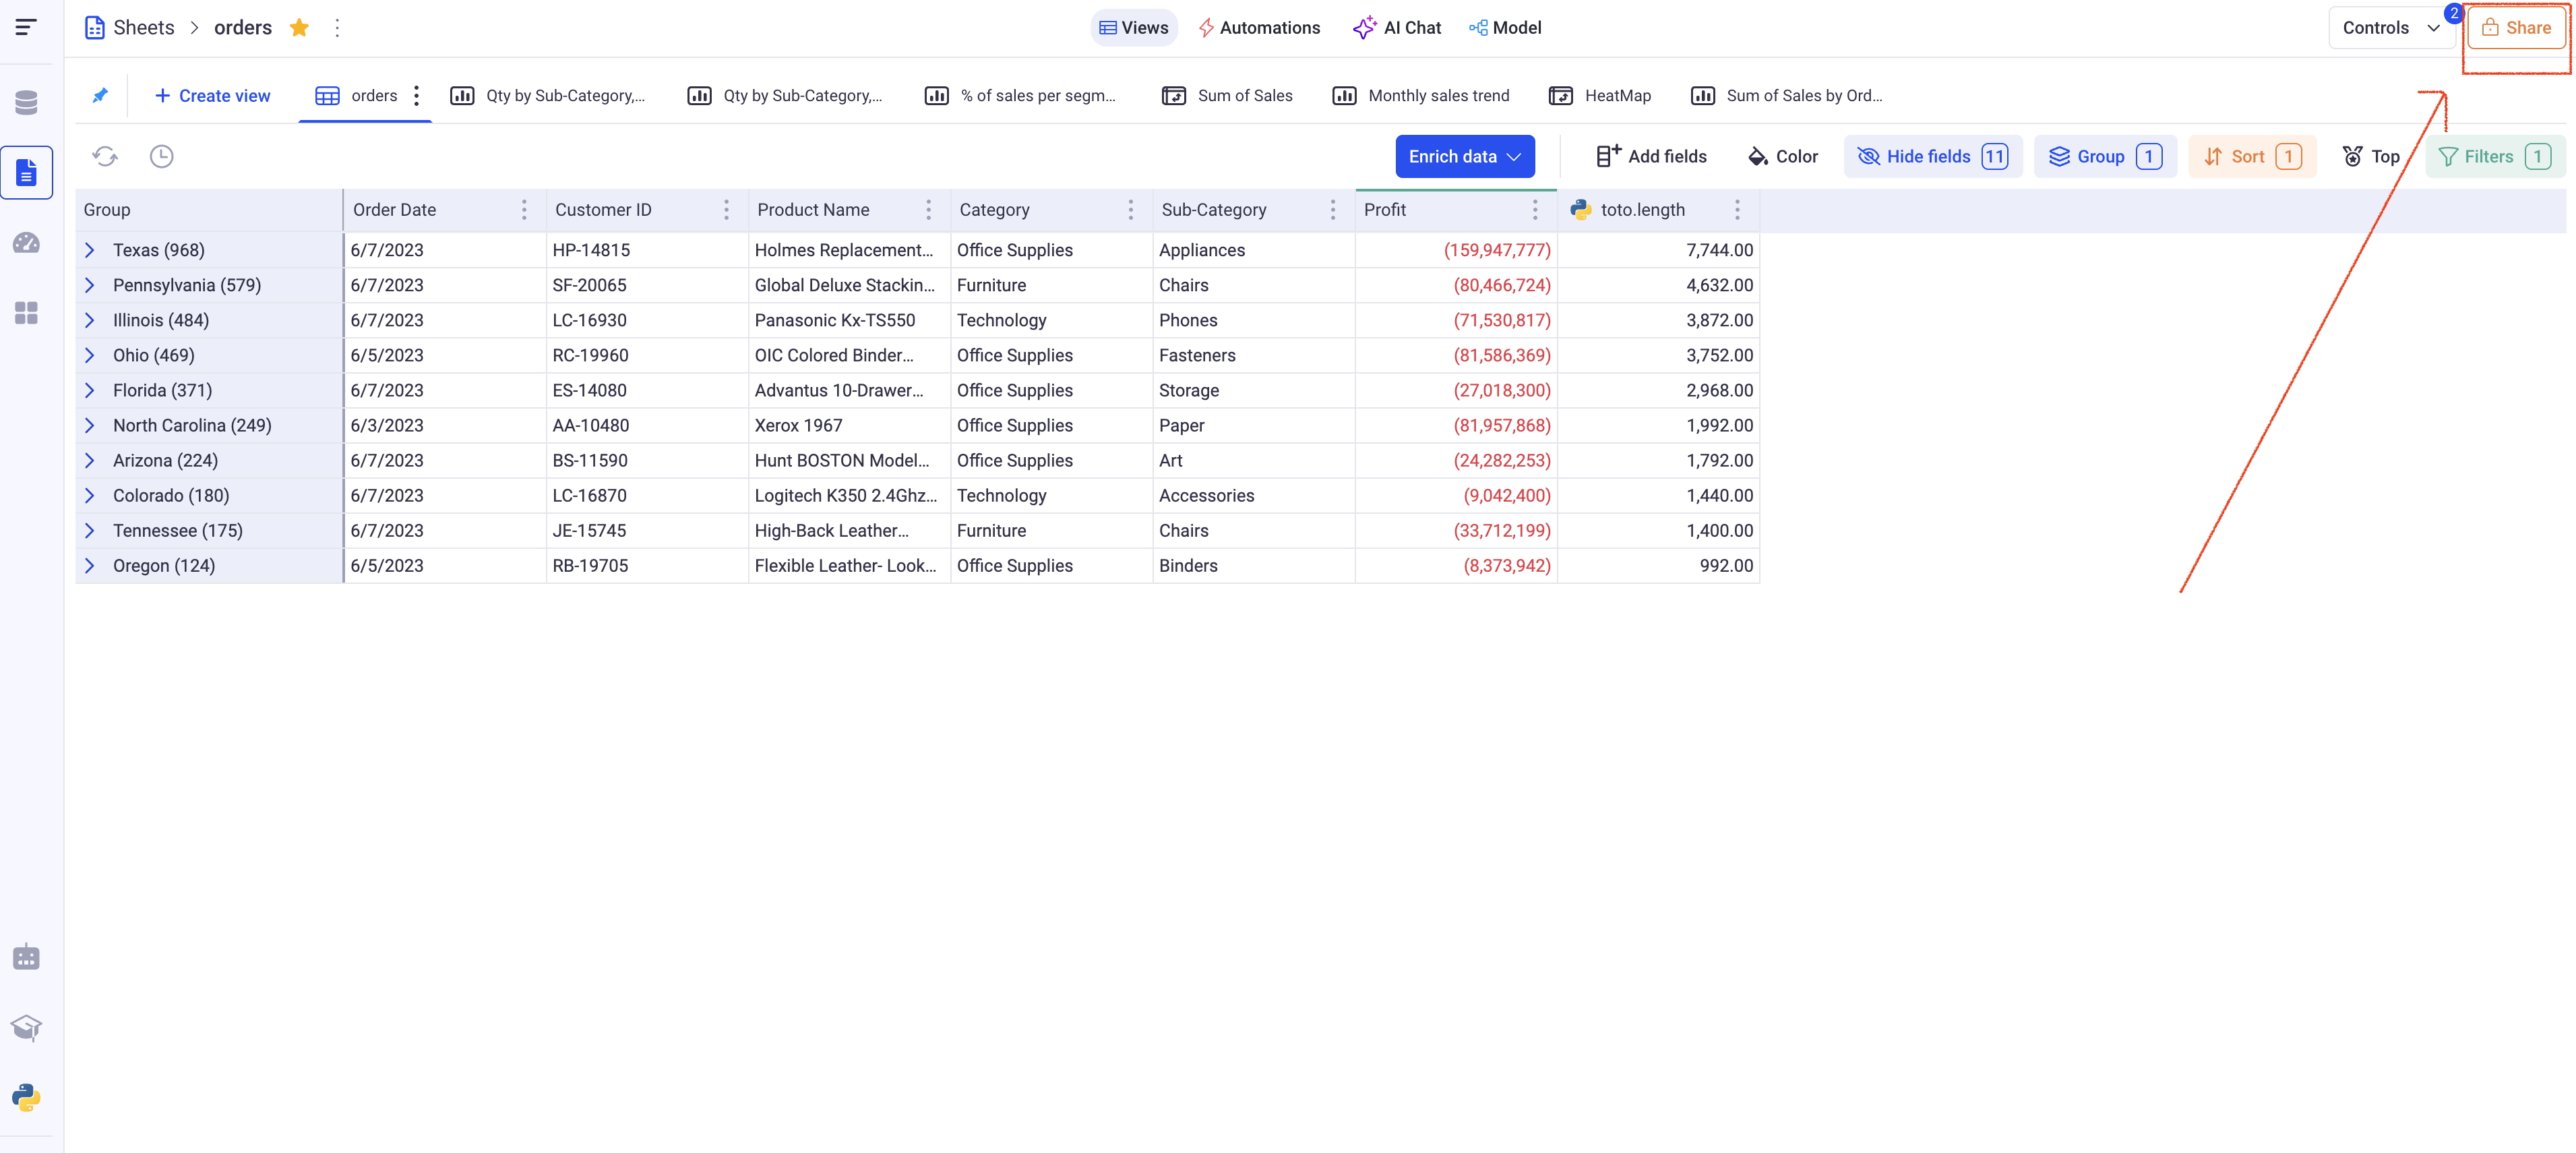 Sheets > orders
Views
Automations
AI Chat
Model
Controls
2
Share
+ Create view
orders
Qty by Sub-Category,...
Qty by Sub-Category,...
% of sales per segm...
Sum of Sales
Monthly sales trend
HeatMap
Sum of Sales by Ord...
Enrich data
Add fields
Color
Hide fields 11
Group 1
Sort 1
Top
Filters 1
Group Order Date Customer ID Product Name Category Sub-Category Profit toto.length
Texas (968) 6/7/2023 HP-14815 Holmes Replacement... Office Supplies Appliances (159,947,777) 7,744.00
Pennsylvania (579) 6/7/2023 SF-20065 Global Deluxe Stackin... Furniture Chairs (80,466,724) 4,632.00
Illinois (484) 6/7/2023 LC-16930 Panasonic Kx-TS550 Technology Phones (71,530,817) 3,872.00
Ohio (469) 6/5/2023 RC-19960 OIC Colored Binder... Office Supplies Fasteners (81,586,369) 3,752.00
Florida (371) 6/7/2023 ES-14080 Advantus 10-Drawer... Office Supplies Storage (27,018,300) 2,968.00
North Carolina (249) 6/3/2023 AA-10480 Xerox 1967 Office Supplies Paper (81,957,868) 1,992.00
Arizona (224) 6/7/2023 BS-11590 Hunt BOSTON Model... Office Supplies Art (24,282,253) 1,792.00
Colorado (180) 6/7/2023 LC-16870 Logitech K350 2.4Ghz... Technology Accessories (9,042,400) 1,440.00
Tennessee (175) 6/7/2023 JE-15745 High-Back Leather... Furniture Chairs (33,712,199) 1,400.00
Oregon (124) 6/5/2023 RB-19705 Flexible Leather- Look... Office Supplies Binders (8,373,942) 992.00